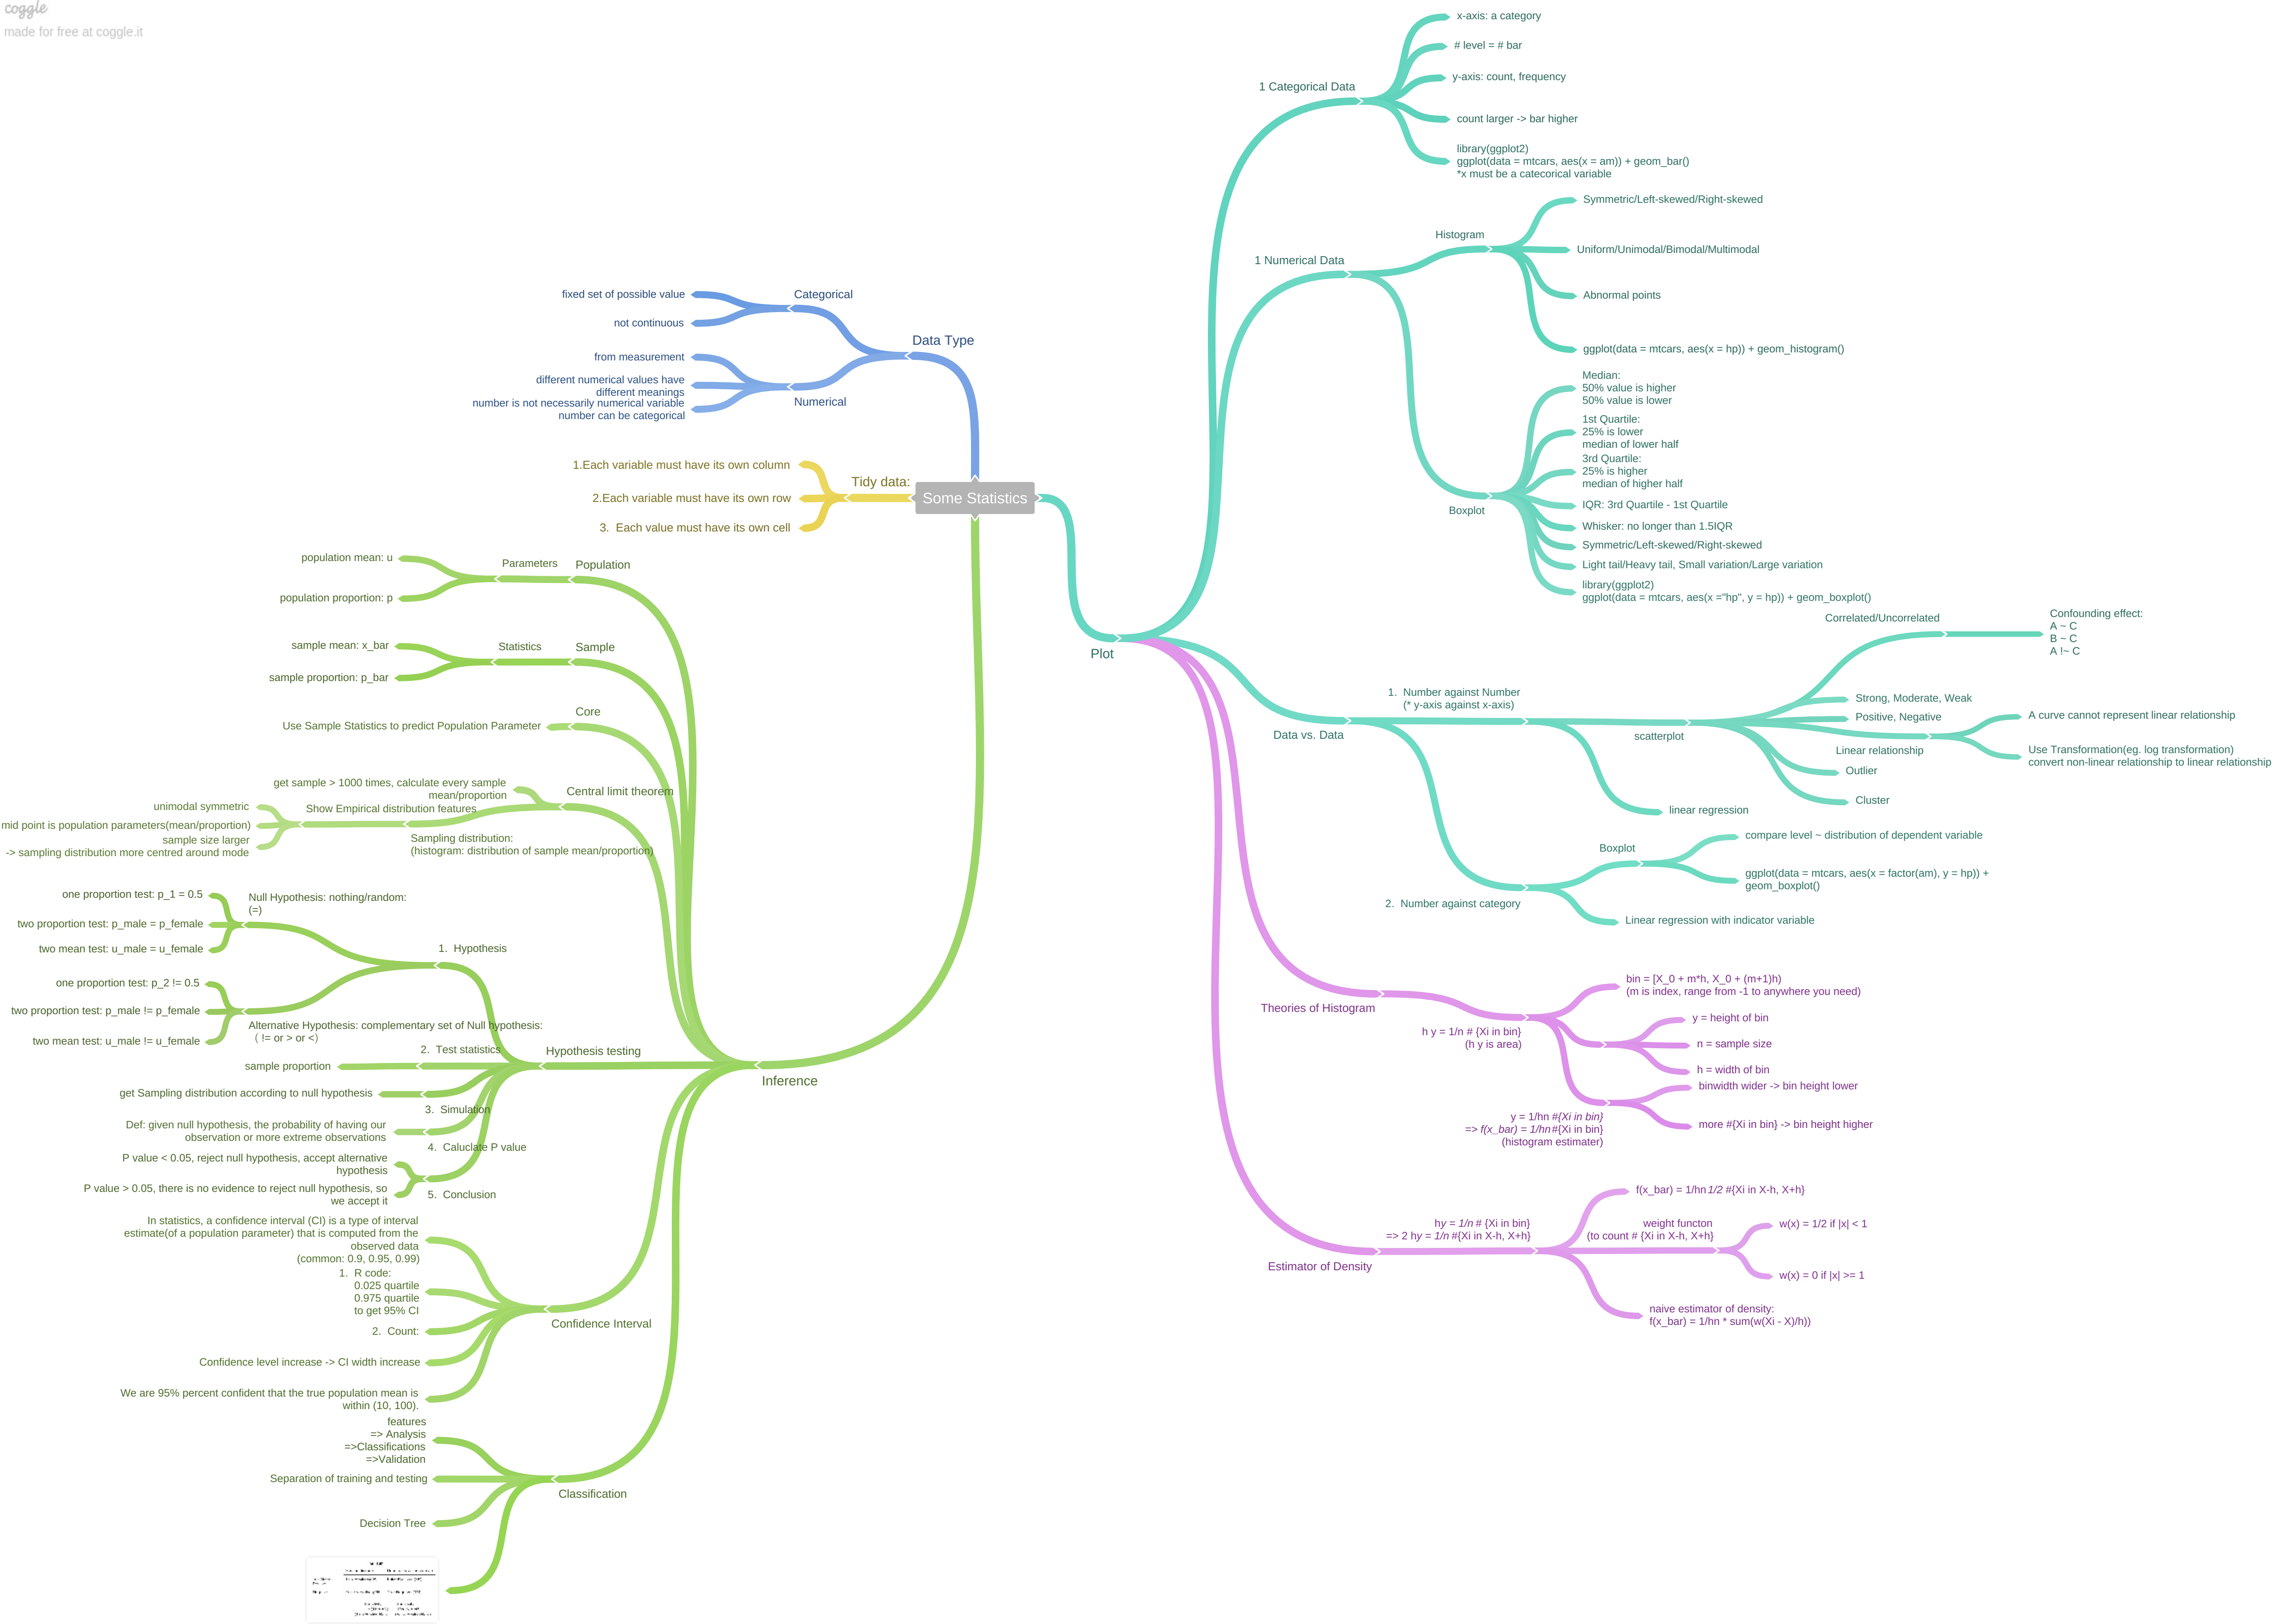 coggle
made for free at coggle.it
Some Statistics
Data Type
Categorical
fixed set of possible value
not continuous
Numerical
from measurement
different numerical values have
different meanings
number is not necessarily numerical variable
number can be categorical
Tidy data:
1.Each variable must have its own column
2.Each variable must have its own row
3. Each value must have its own cell
Plot
1 Categorical Data
x-axis: a category
# level = # bar
y-axis: count, frequency
count larger -> bar higher
library(ggplot2)
ggplot(data = mtcars, aes(x = am)) + geom_bar()
*x must be a catecorical variable
1 Numerical Data
Histogram
Symmetric/Left-skewed/Right-skewed
Uniform/Unimodal/Bimodal/Multimodal
Abnormal points
ggplot(data = mtcars, aes(x = hp)) + geom_histogram()
Boxplot
Median:
50% value is higher
50% value is lower
1st Quartile:
25% is lower
median of lower half
3rd Quartile:
25% is higher
median of higher half
IQR: 3rd Quartile - 1st Quartile
Whisker: no longer than 1.5IQR
Symmetric/Left-skewed/Right-skewed
Light tail/Heavy tail, Small variation/Large variation
library(ggplot2)
ggplot(data = mtcars, aes(x ="hp", y = hp)) + geom_boxplot()
Data vs. Data
1. Number against Number
(* y-axis against x-axis)
scatterplot
Correlated/Uncorrelated
Confounding effect:
A ~ C
B ~ C
A !~ C
Strong, Moderate, Weak
Positive, Negative
Linear relationship
A curve cannot represent linear relationship
Use Transformation(eg. log transformation)
convert non-linear relationship to linear relationship
Outlier
Cluster
linear regression
2. Number against category
Boxplot
compare level ~ distribution of dependent variable
ggplot(data = mtcars, aes(x = factor(am), y = hp)) +
geom_boxplot()
Linear regression with indicator variable
Theories of Histogram
h y = 1/n # {Xi in bin}
(h y is area)
bin = [X_0 + m*h, X_0 + (m+1)h)
(m is index, range from -1 to anywhere you need)
y = height of bin
n = sample size
h = width of bin
y = 1/hn #{Xi in bin}
=> f(x_bar) = 1/hn#{Xi in bin}
(histogram estimater)
binwidth wider -> bin height lower
more #{Xi in bin} -> bin height higher
Estimator of Density
hy = 1/n # {Xi in bin}
=> 2 hy = 1/n #{Xi in X-h, X+h}
f(x_bar) = 1/hn 1/2 #{Xi in X-h, X+h}
weight functon
(to count # {Xi in X-h, X+h}
w(x) = 1/2 if |x| < 1
w(x) = 0 if |x| >= 1
naive estimator of density:
f(x_bar) = 1/hn * sum(w(Xi - X)/h))
Inference
Population
Parameters
population mean: u
population proportion: p
Sample
Statistics
sample mean: x_bar
sample proportion: p_bar
Core
Use Sample Statistics to predict Population Parameter
Central limit theorem
get sample > 1000 times, calculate every sample
mean/proportion
Sampling distribution:
(histogram: distribution of sample mean/proportion)
Show Empirical distribution features
unimodal symmetric
mid point is population parameters(mean/proportion)
sample size larger
-> sampling distribution more centred around mode
Hypothesis testing
1. Hypothesis
Null Hypothesis: nothing/random:
(=)
one proportion test: p_1 = 0.5
two proportion test: p_male = p_female
two mean test: u_male = u_female
Alternative Hypothesis: complementary set of Null hypothesis:
（ != or > or <）
one proportion test: p_2 != 0.5
two proportion test: p_male != p_female
two mean test: u_male != u_female
2. Test statistics
sample proportion
3. Simulation
get Sampling distribution according to null hypothesis
4. Caluclate P value
Def: given null hypothesis, the probability of having our
observation or more extreme observations
5. Conclusion
P value < 0.05, reject null hypothesis, accept alternative
hypothesis
P value > 0.05, there is no evidence to reject null hypothesis, so
we accept it
Confidence Interval
In statistics, a confidence interval (CI) is a type of interval
estimate(of a population parameter) that is computed from the
observed data
(common: 0.9, 0.95, 0.99)
1. R code:
0.025 quartile
0.975 quartile
to get 95% CI
2. Count:
Confidence level increase -> CI width increase
We are 95% percent confident that the true population mean is
within (10, 100).
Classification
features
=> Analysis
=>Classifications
=>Validation
Separation of training and testing
Decision Tree